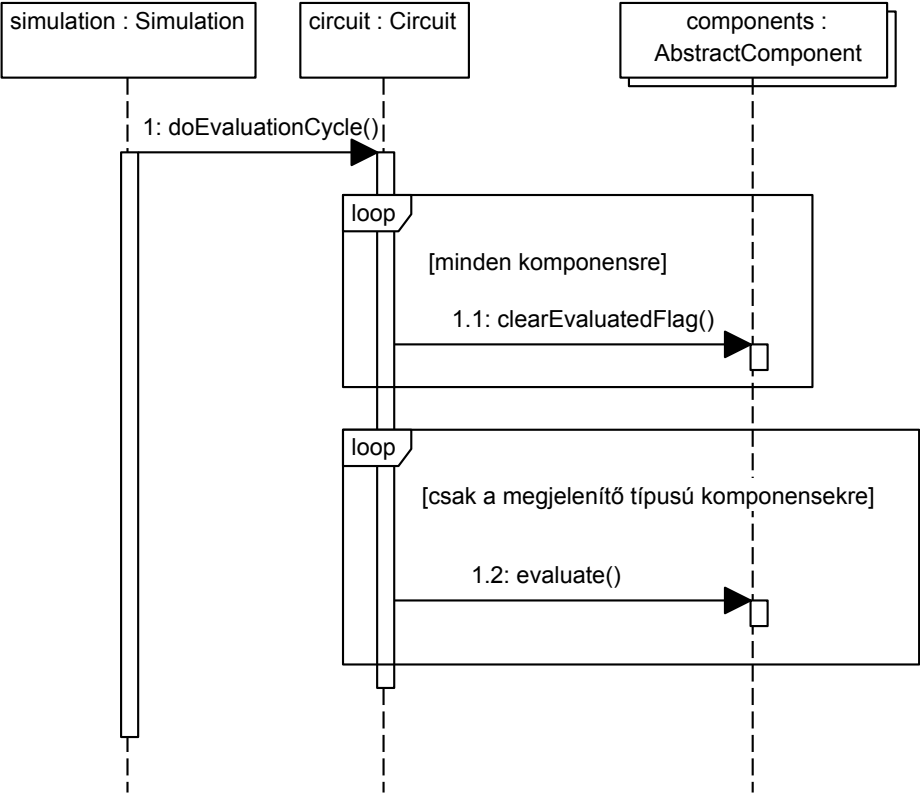 simulation : Simulation
circuit : Circuit
components :
AbstractComponent
1: doEvaluationCycle()
loop
[minden komponensre]
1.1: clearEvaluatedFlag()
loop
[csak a megjelenítő típusú komponensekre]
1.2: evaluate()